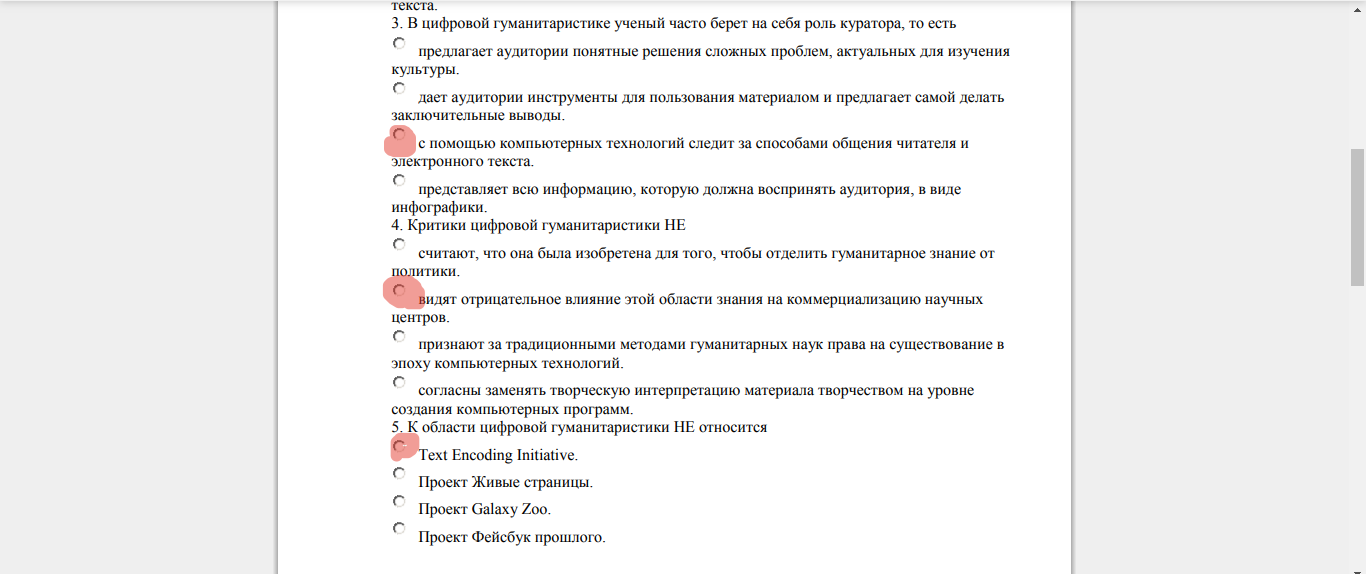 текста.
3. В цифровой гуманитаристике ученый часто берет на себя роль куратора, то есть
предлагает аудитории понятные решения сложных проблем, актуальных для изучения
культуры.
дает аудитории инструменты для пользования материалом и предлагает самой делать
заключительные выводы.
с помощью компьютерных технологий следит за способами общения читателя и
электронного текста.
представляет всю информацию, которую должна воспринять аудитория, в виде
инфографики.
4. Критики цифровой гуманитаристики НЕ
считают, что она была изобретена для того, чтобы отделить гуманитарное знание от
политики.
видят отрицательное влияние этой области знания на коммерциализацию научных
центров.
признают за традиционными методами гуманитарных наук права на существование в
эпоху компьютерных технологий.
согласны заменять творческую интерпретацию материала творчеством на уровне
создания компьютерных программ.
5. К области цифровой гуманитаристики НЕ относится
Text Encoding Initiative.
Проект Живые страницы.
Проект Galaxy Zoo.
Проект Фейсбук прошлого.